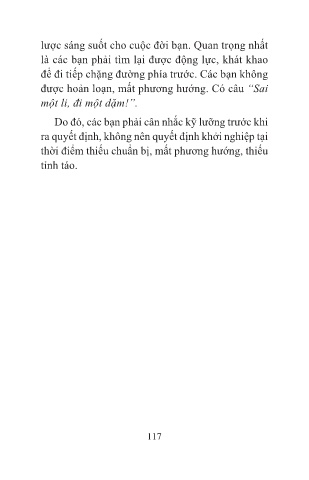 lược sáng suốt cho cuộc đời bạn. Quan trọng nhất
là các bạn phải tìm lại được động lực, khát khao
để đi tiếp chặng đường phía trước. Các bạn không
được hoản loạn, mất phương hướng. Có câu “Sai
một li, đi một dặm!”.
Do đó, các bạn phải cân nhắc kỹ lưỡng trước khi
ra quyết định, không nên quyết định khởi nghiệp tại
thời điểm thiếu chuẩn bị, mất phương hướng, thiếu
tỉnh táo.
117